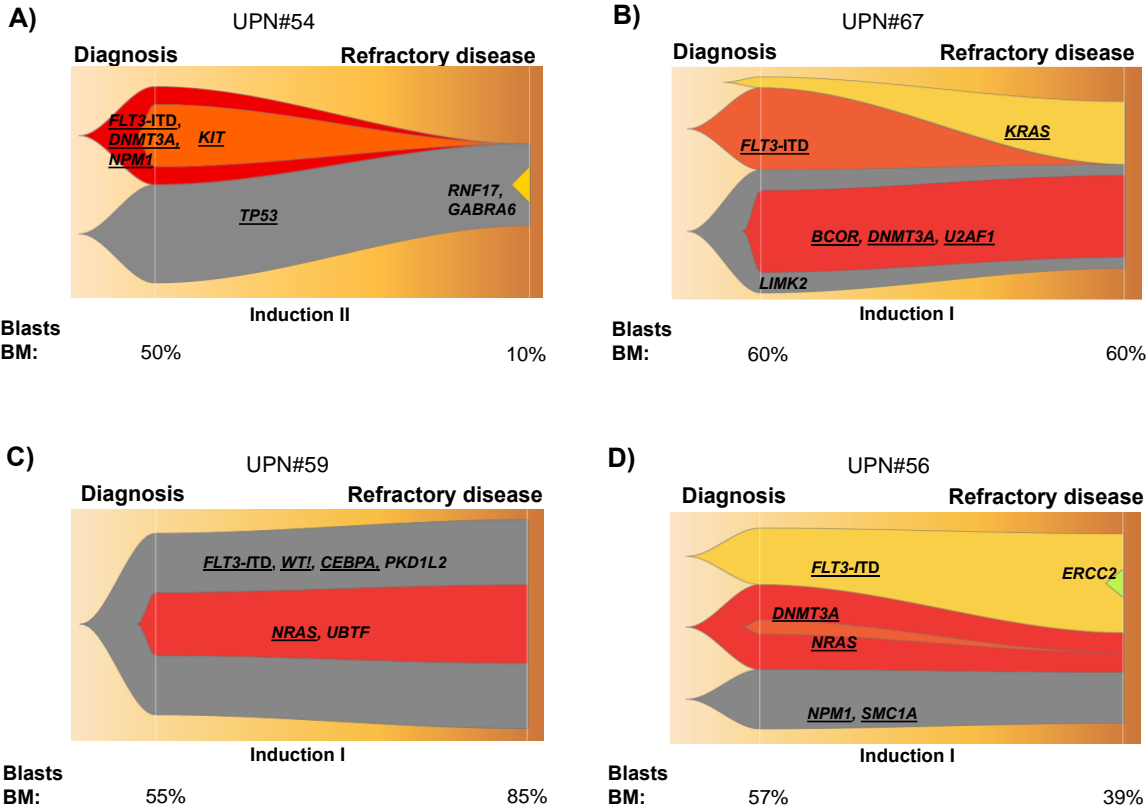 A)
UPN#54
Diagnosis Refractory disease
FLT3-ITD,
DNMT3A,
NPM1
KIT
TP53
RNF17,
GABRA6
Induction II
Blasts
BM: 50% 10%
B)
UPN#67
Diagnosis Refractory disease
FLT3-ITD
KRAS
BCOR, DNMT3A, U2AF1
LIMK2
Induction I
Blasts
BM: 60% 60%
C)
UPN#59
Diagnosis Refractory disease
FLT3-ITD, WT!, CEBPA, PKD1L2
NRAS, UBTF
Induction I
Blasts
BM: 55% 85%
D)
UPN#56
Diagnosis Refractory disease
FLT3-ITD
ERCC2
DNMT3A
NRAS
NPM1, SMC1A
Induction I
Blasts
BM: 57% 39%